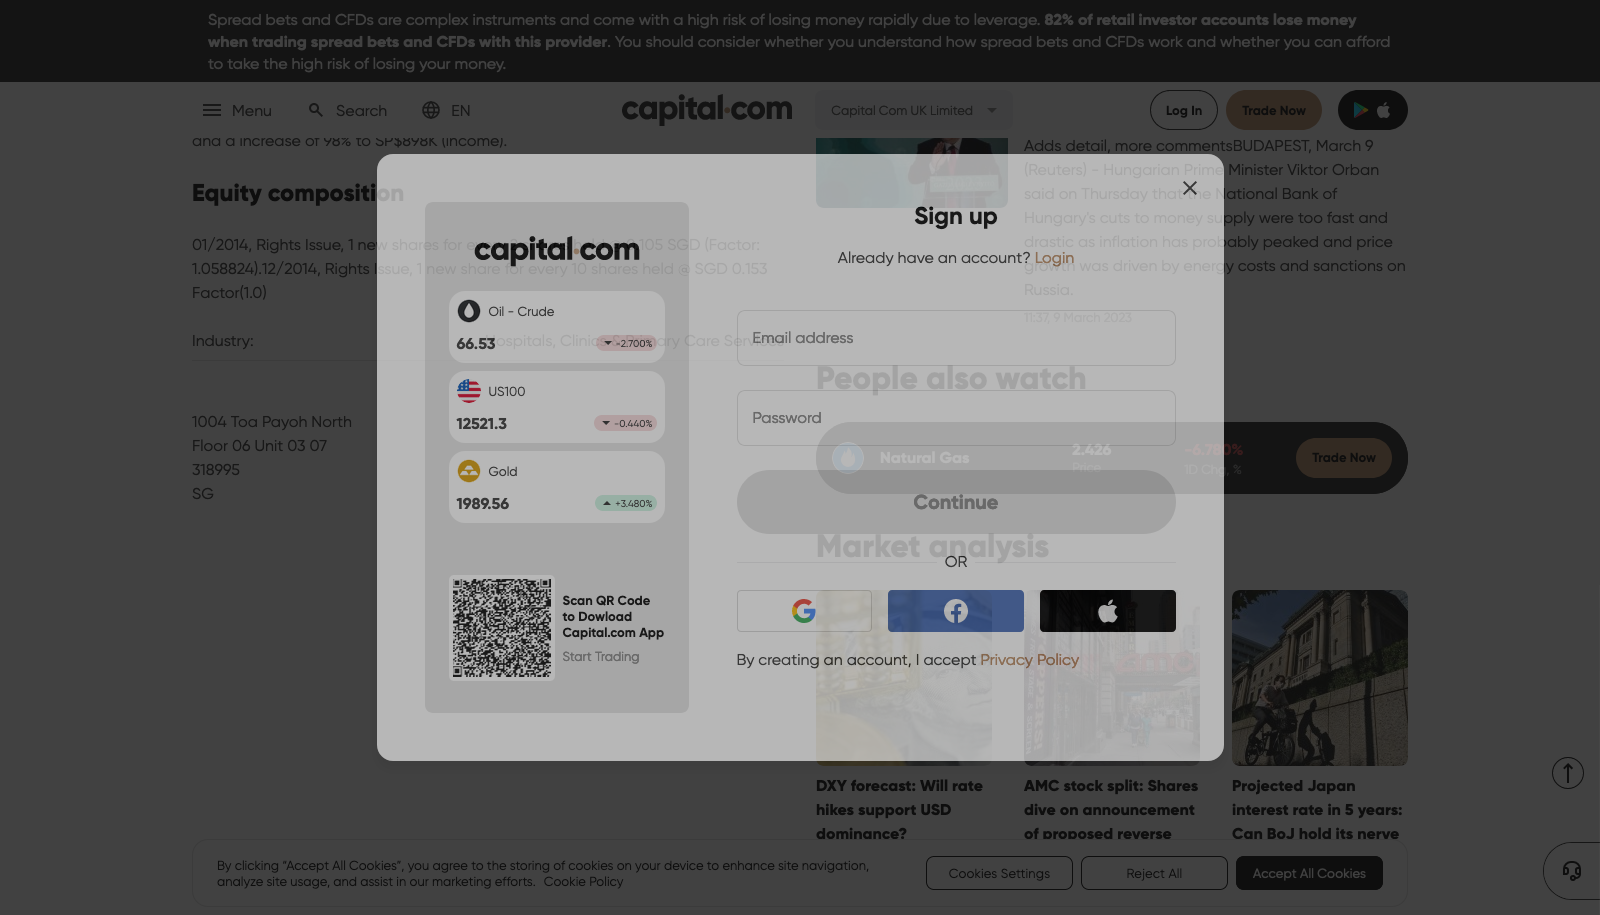 Spread bets and CFDs are complex instruments and come with a high risk of losing money rapidly due to leverage. 82% of retail investor accounts lose money
when trading spread bets and CFDs with this provider. You should consider whether you understand how spread bets and CFDs work and whether you can afford
to take the high risk of losing your money.
Menu
Search
EN
capital.com
Capital Com UK Limited
Log In
Trade Now
and a increase of 98% to SP$898K (income).
Equity composition
01/2014, Rights Issue, 1 new shares for every held @ 0.105 SGD (Factor:
1.058824).12/2014, Rights Issue, 1 new share for every 10 shares held @ SGD 0.153
Factor(1.0)
Industry:
Hospitals, Clinics & Primary Care Services
1004 Toa Payoh North
Floor 06 Unit 03 07
318995
SG
capital.com
Oil - Crude
66.53
-2.700%
US100
12521.3
-0.440%
Gold
1989.56
+3.480%
Scan QR Code
to Dowload
Capital.com App
Start Trading
Sign up
Already have an account? Login
Email address
Password
Continue
OR
By creating an account, I accept Privacy Policy
Adds detail, more commentsBUDAPEST, March 9
(Reuters) - Hungarian Prime Minister Viktor Orban
said on Thursday that the National Bank of
Hungary's cuts to money supply were too fast and
drastic as inflation has probably peaked and price
growth was driven by energy costs and sanctions on
Russia.
11:37, 9 March 2023
People also watch
Natural Gas
2.426
Price
-6.780%
1D Chg, %
Trade Now
Market analysis
DXY forecast: Will rate
hikes support USD
dominance?
AMC stock split: Shares
dive on announcement
of proposed reverse
Projected Japan
interest rate in 5 years:
Can BoJ hold its nerve
By clicking “Accept All Cookies”, you agree to the storing of cookies on your device to enhance site navigation,
analyze site usage, and assist in our marketing efforts. Cookie Policy
Cookies Settings
Reject All
Accept All Cookies